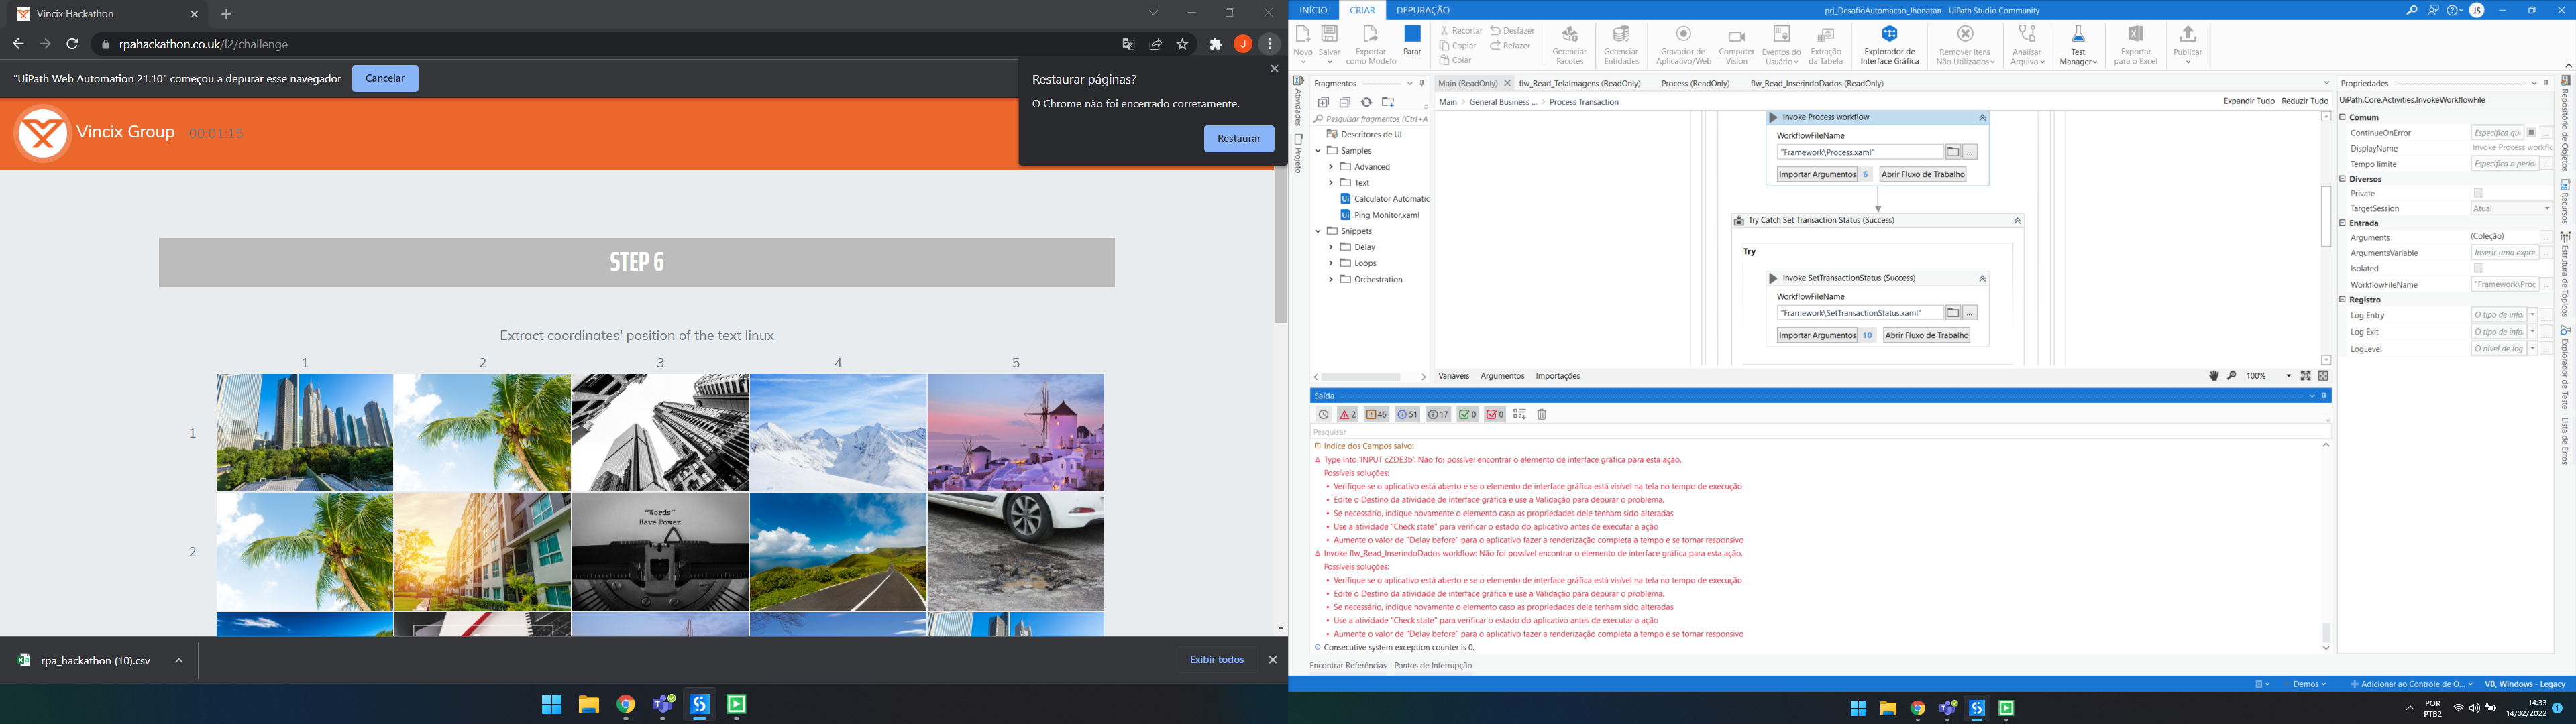 Vincix Hackathon
rpahackathon.co.uk/l2/challenge
"UiPath Web Automation 21.10" começou a depurar esse navegador
Cancelar
Restaurar páginas?
O Chrome não foi encerrado corretamente.
Restaurar
Vincix Group 00:01:15
STEP 6
Extract coordinates' position of the text linux
1 2 3 4 5
1
2
"Words"
Have Power
rpa_hackathon (10).csv
Exibir todos
INÍCIO CRIAR DEPURAÇÃO
prj_DesafioAutomacao_Jhonatan - UiPath Studio Community
JS
Novo
Salvar
Exportar
como Modelo
Parar
Recortar
Copiar
Colar
Desfazer
Refazer
Gerenciar
Pacotes
Gerenciar
Entidades
Gravador de
Aplicativo/Web
Computer
Vision
Eventos do
Usuário
Extração
da Tabela
Explorador de
Interface Gráfica
Remover Itens
Não Utilizados
Analisar
Arquivo
Test
Manager
Exportar
para o Excel
Publicar
Atividades
Projeto
Fragmentos
Pesquisar fragmentos (Ctrl+A
Descritores de UI
Samples
Advanced
Text
Calculator Automatic
Ping Monitor.xaml
Snippets
Delay
Loops
Orchestration
Main (ReadOnly)
flw_Read_TelaImagens (ReadOnly)
Process (ReadOnly)
flw_Read_InserindoDados (ReadOnly)
Main > General Business ... > Process Transaction
Expandir Tudo Reduzir Tudo
Invoke Process workflow
WorkflowFileName
"Framework\Process.xaml"
Importar Argumentos 6 Abrir Fluxo de Trabalho
Try Catch Set Transaction Status (Success)
Try
Invoke SetTransactionStatus (Success)
WorkflowFileName
"Framework\SetTransactionStatus.xaml"
Importar Argumentos 10 Abrir Fluxo de Trabalho
Variáveis Argumentos Importações
100%
Saída
2 46 51 17 0 0
Pesquisar
Indice dos Campos salvo:
Type Into 'INPUT cZDE3b': Não foi possível encontrar o elemento de interface gráfica para esta ação.
Possíveis soluções:
• Verifique se o aplicativo está aberto e se o elemento de interface gráfica está visível na tela no tempo de execução
• Edite o Destino da atividade de interface gráfica e use a Validação para depurar o problema.
• Se necessário, indique novamente o elemento caso as propriedades dele tenham sido alteradas
• Use a atividade "Check state" para verificar o estado do aplicativo antes de executar a ação
• Aumente o valor de "Delay before" para o aplicativo fazer a renderização completa a tempo e se tornar responsivo
Invoke flw_Read_InserindoDados workflow: Não foi possível encontrar o elemento de interface gráfica para esta ação.
Possíveis soluções:
• Verifique se o aplicativo está aberto e se o elemento de interface gráfica está visível na tela no tempo de execução
• Edite o Destino da atividade de interface gráfica e use a Validação para depurar o problema.
• Se necessário, indique novamente o elemento caso as propriedades dele tenham sido alteradas
• Use a atividade "Check state" para verificar o estado do aplicativo antes de executar a ação
• Aumente o valor de "Delay before" para o aplicativo fazer a renderização completa a tempo e se tornar responsivo
Consecutive system exception counter is 0.
Encontrar Referências Pontos de Interrupção
Propriedades
UiPath.Core.Activities.InvokeWorkflowFile
Comum
ContinueOnError Especifica qu
DisplayName Invoke Process workflc
Tempo limite Especifica o perío
Diversos
Private
TargetSession Atual
Entrada
Arguments (Coleção)
ArgumentsVariable Inserir uma expre
Isolated
WorkflowFileName "Framework\Proc
Registro
Log Entry O tipo de info
Log Exit O tipo de info
LogLevel O nível de log
Repositório de Objetos
Recursos
Estrutura de Tópicos
Explorador de Teste
Lista de Erros
Demos
Adicionar ao Controle de O...
VB, Windows - Legacy
POR
PTB2
14:33
14/02/2022
1